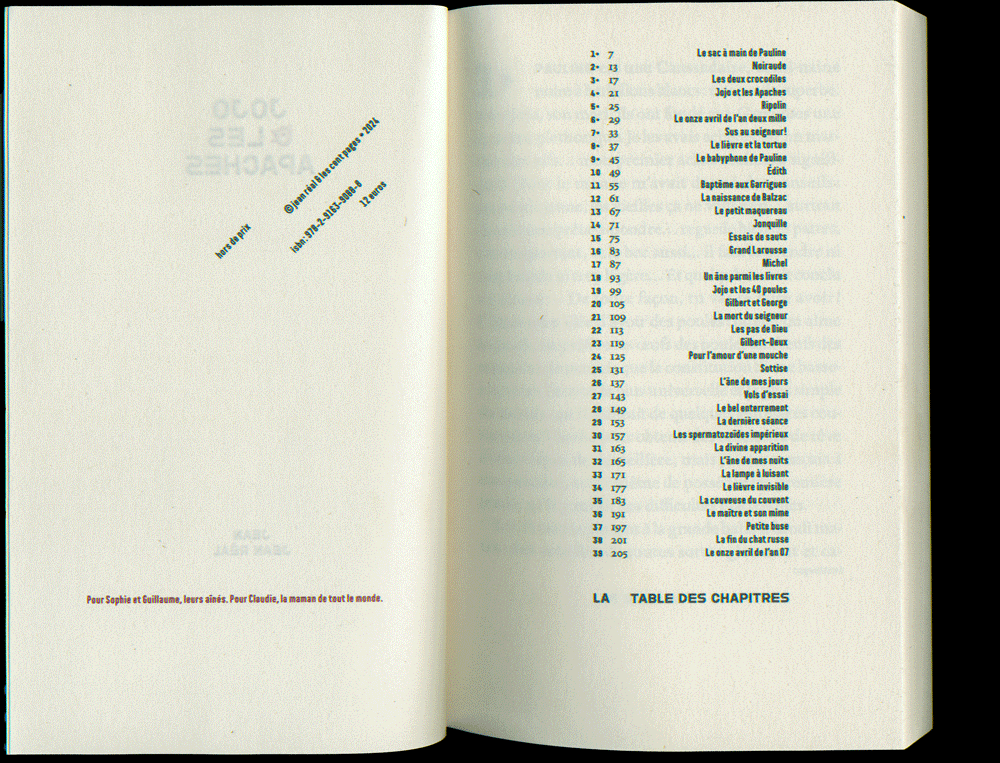 ©jean réal & les cent pages • 2024
hors de prix
isbn: 978-2-9163-9088-8
12 euros
Pour Sophie et Guillaume, leurs aînés. Pour Claudie, la maman de tout le monde.
1• 7 Le sac à main de Pauline
2• 13 Noiraude
3• 17 Les deux crocodiles
4• 21 Jojo et les Apaches
5• 25 Ripolin
6• 29 Le onze avril de l'an deux mille
7• 33 Sus au seigneur!
8• 37 Le lièvre et la tortue
9• 45 Le babyphone de Pauline
10 49 Édith
11 55 Baptême aux Garrigues
12 61 La naissance de Balzac
13 67 Le petit maquereau
14 71 Jonquille
15 75 Essais de sauts
16 83 Grand Larousse
17 87 Michel
18 93 Un âne parmi les livres
19 99 Jojo et les 40 poules
20 105 Gilbert et George
21 109 La mort du seigneur
22 113 Les pas de Dieu
23 119 Gilbert-Deux
24 125 Pour l'amour d'une mouche
25 131 Sottise
26 137 L'âne de mes jours
27 143 Vols d'essai
28 149 Le bel enterrement
29 153 La dernière séance
30 157 Les spermatozoïdes impérieux
31 163 La divine apparition
32 165 L'âne de mes nuits
33 171 La lampe à luisant
34 177 Le lièvre invisible
35 183 La couveuse du couvent
36 191 Le maître et son mime
37 197 Petite buse
38 201 La fin du chat russe
39 205 Le onze avril de l'an 07
LA TABLE DES CHAPITRES
JOJO
& LES
APACHES
JEAN
JEAN RÉAL